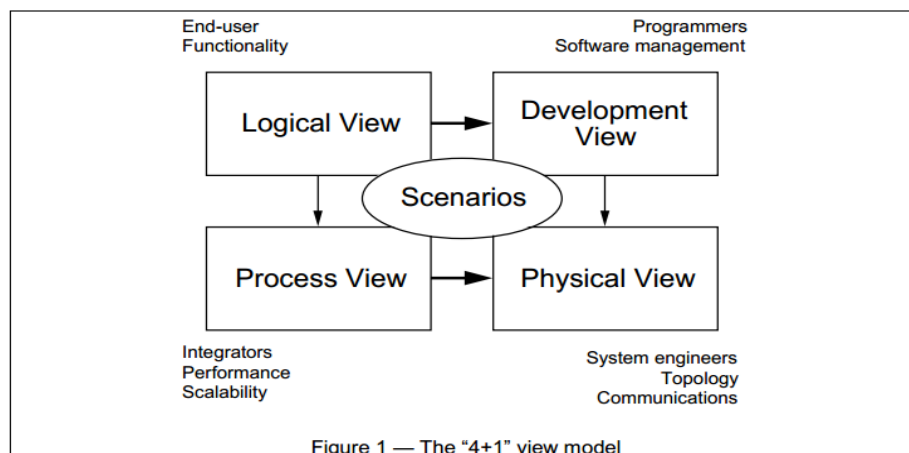 End-user
Functionality
Programmers
Software management
Logical View
Development
View
Scenarios
Process View
Physical View
Integrators
Performance
Scalability
System engineers
Topology
Communications
Figure 1 — The “4+1” view model